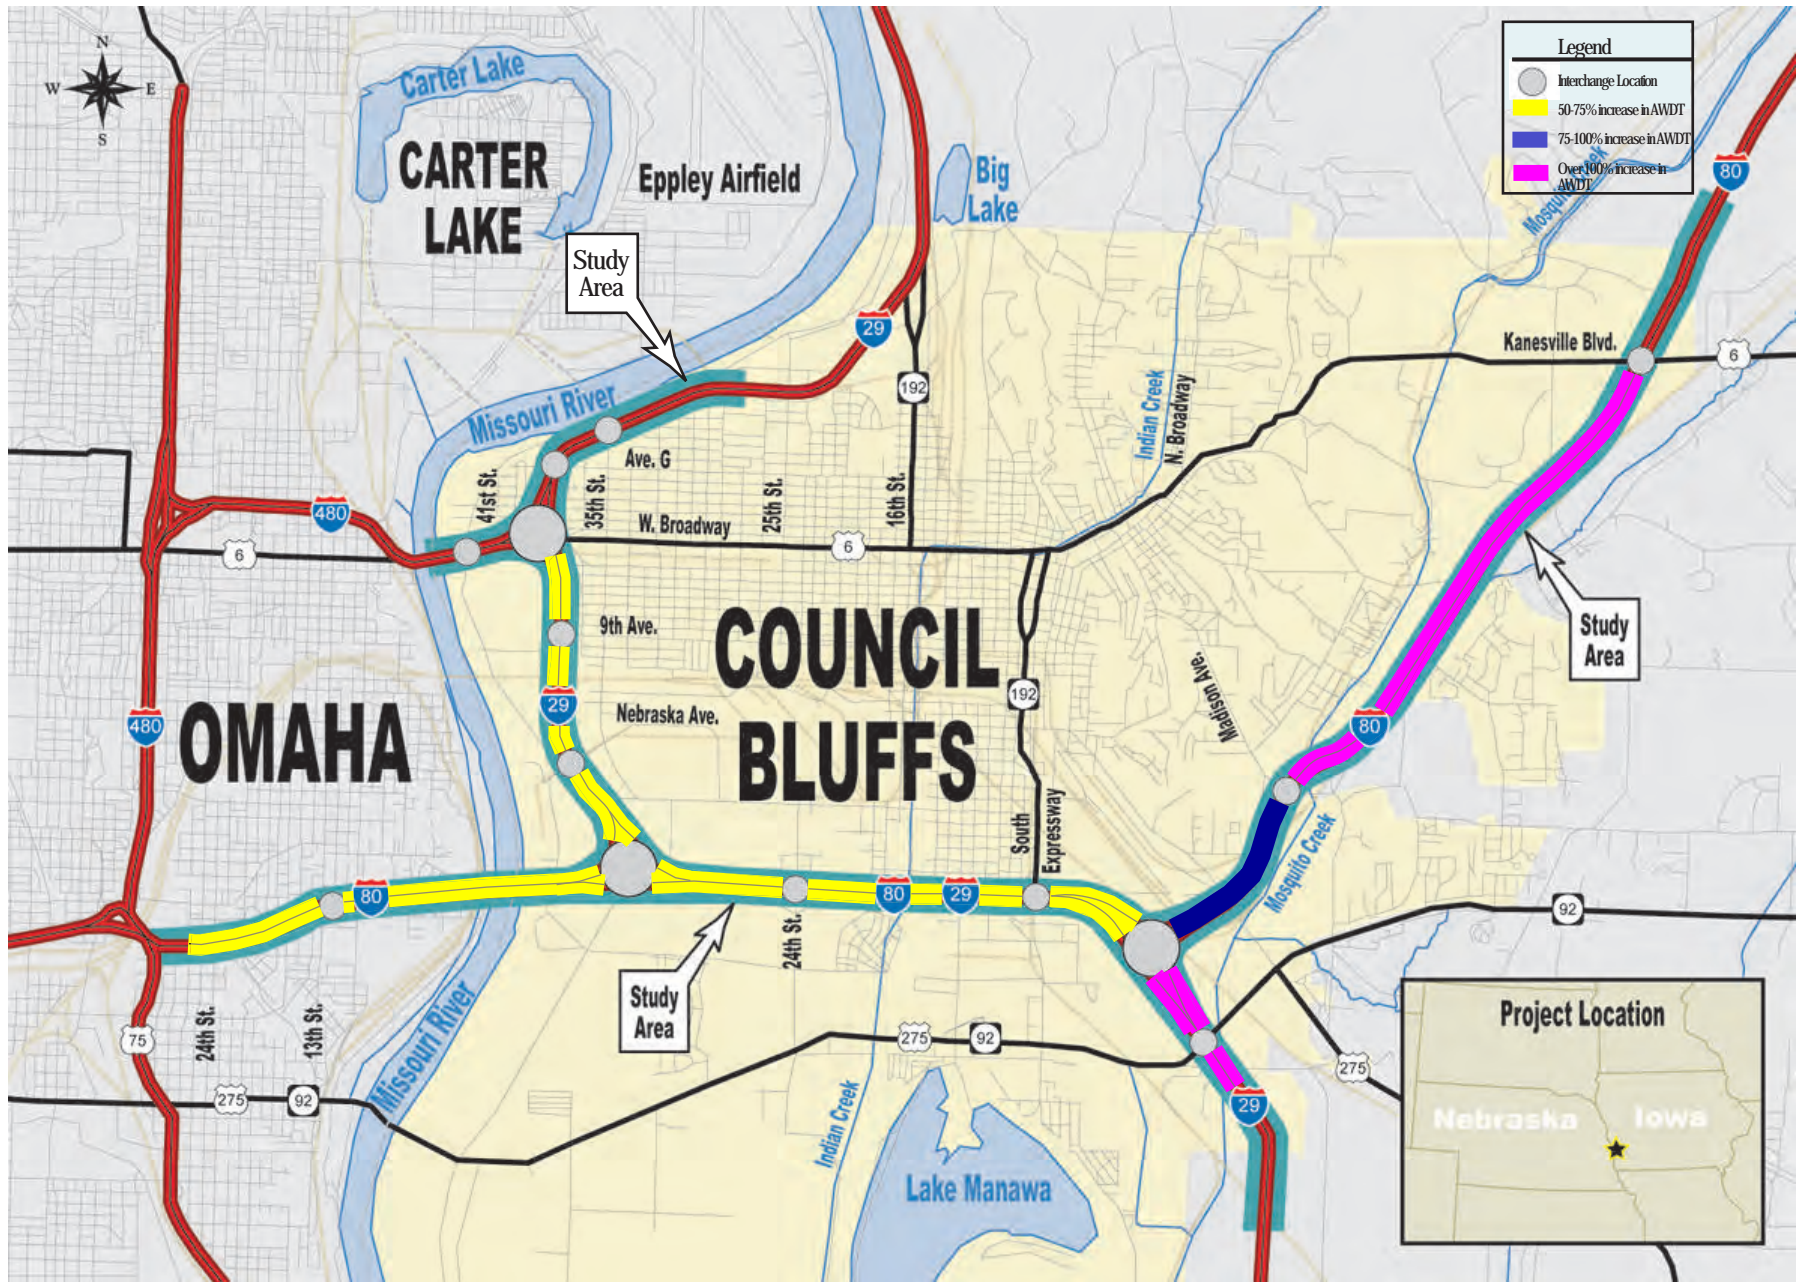 N
W
E
S
Carter Lake
CARTER
LAKE
Eppley Airfield
Big
Lake
Legend
Interchange Location
50-75% increase in AWDT
75-100% increase in AWDT
Over 100% increase in
AWDT
Mosquito Creek
80
Study
Area
29
192
Kanesville Blvd.
6
Missouri River
Indian Creek
N. Broadway
Ave. G
41st St.
35th St.
25th St.
16th St.
480
W. Broadway
6
6
Study
Area
9th Ave.
COUNCIL
BLUFFS
192
Madison Ave.
29
Nebraska Ave.
480
OMAHA
80
South
Expressway
Mosquito Creek
80
80
29
92
24th St.
Study
Area
Missouri River
75
24th St.
13th St.
275
92
275
92
275
29
Indian Creek
Lake Manawa
Project Location
Nebraska
Iowa